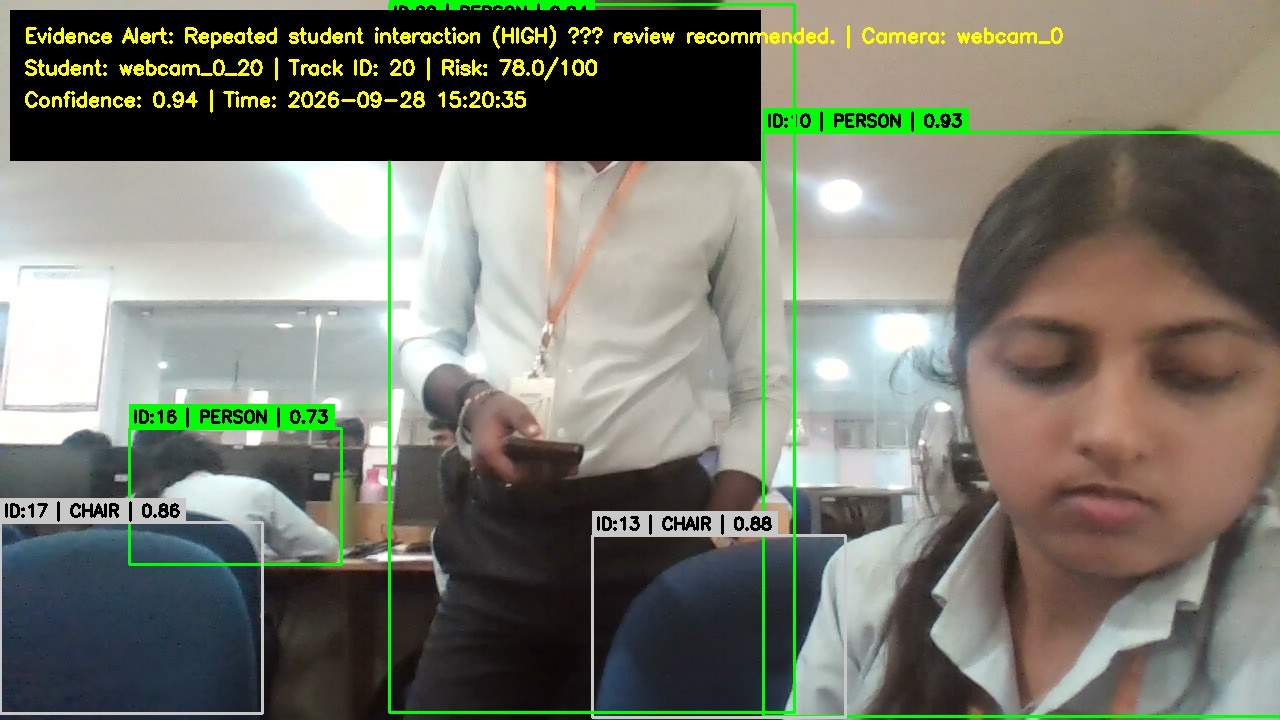 Evidence Alert: Repeated student interaction (HIGH) ??? review recommended. | Camera: webcam_0
Student: webcam_0_20 | Track ID: 20 | Risk: 78.0/100
Confidence: 0.94 | Time: 2026-09-28 15:20:35
ID:10 | PERSON | 0.93
ID:16 | PERSON | 0.73
ID:17 | CHAIR | 0.86
ID:13 | CHAIR | 0.88